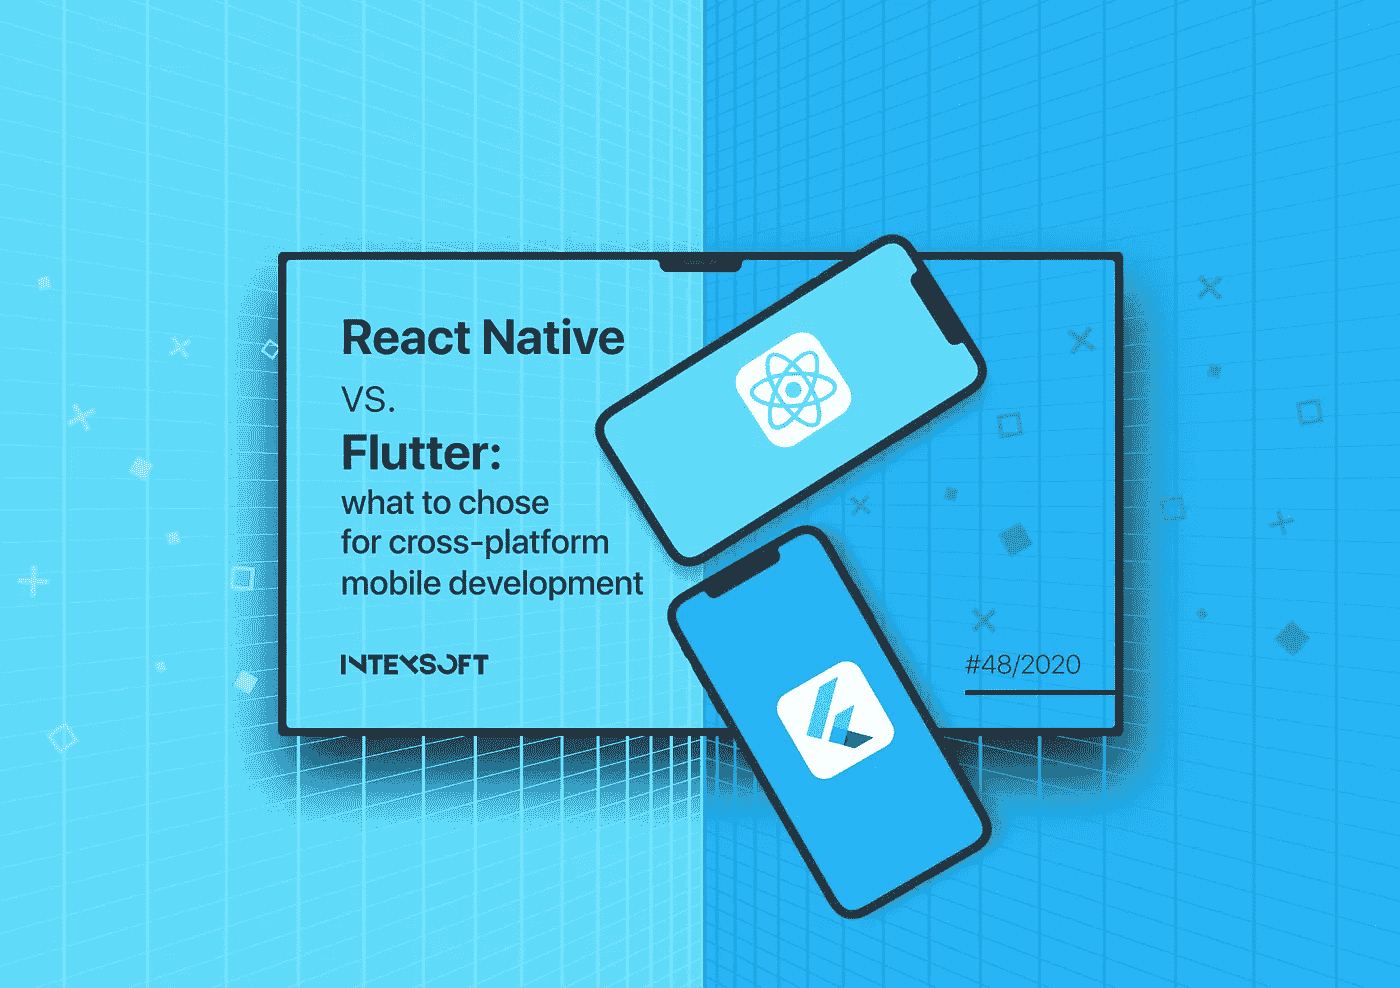 React Native
vs.
Flutter:
what to chose
for cross-platform
mobile development
INTEXSOFT
#48/2020